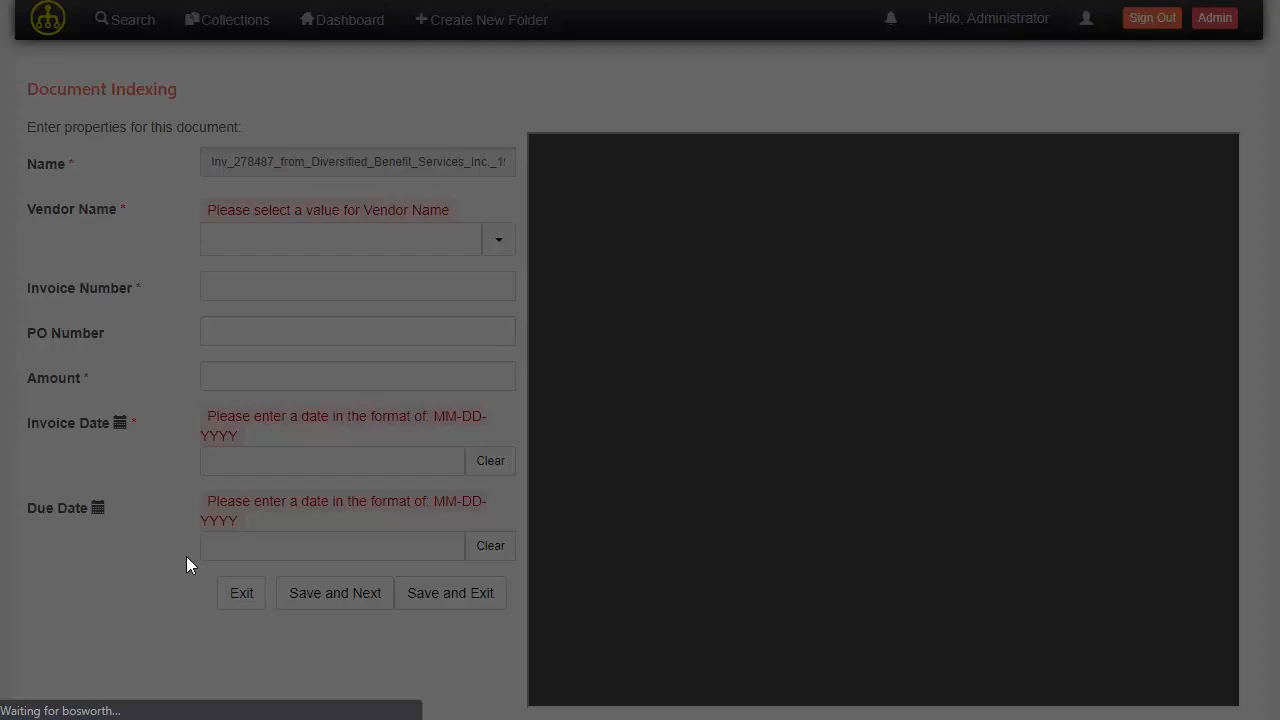 Search Collections Dashboard Create New Folder Hello, Administrator Sign Out Admin
Document Indexing
Enter properties for this document:
Name * Inv_278487_from_Diversified_Benefit_Services_Inc._1
Vendor Name * Please select a value for Vendor Name
Invoice Number *
PO Number
Amount *
Please enter a date in the format of: MM-DD-
Invoice Date *
YYYY
Clear
Please enter a date in the format of: MM-DD-
Due Date
YYYY
Clear
Exit Save and Next Save and Exit
Waiting for bosworth...